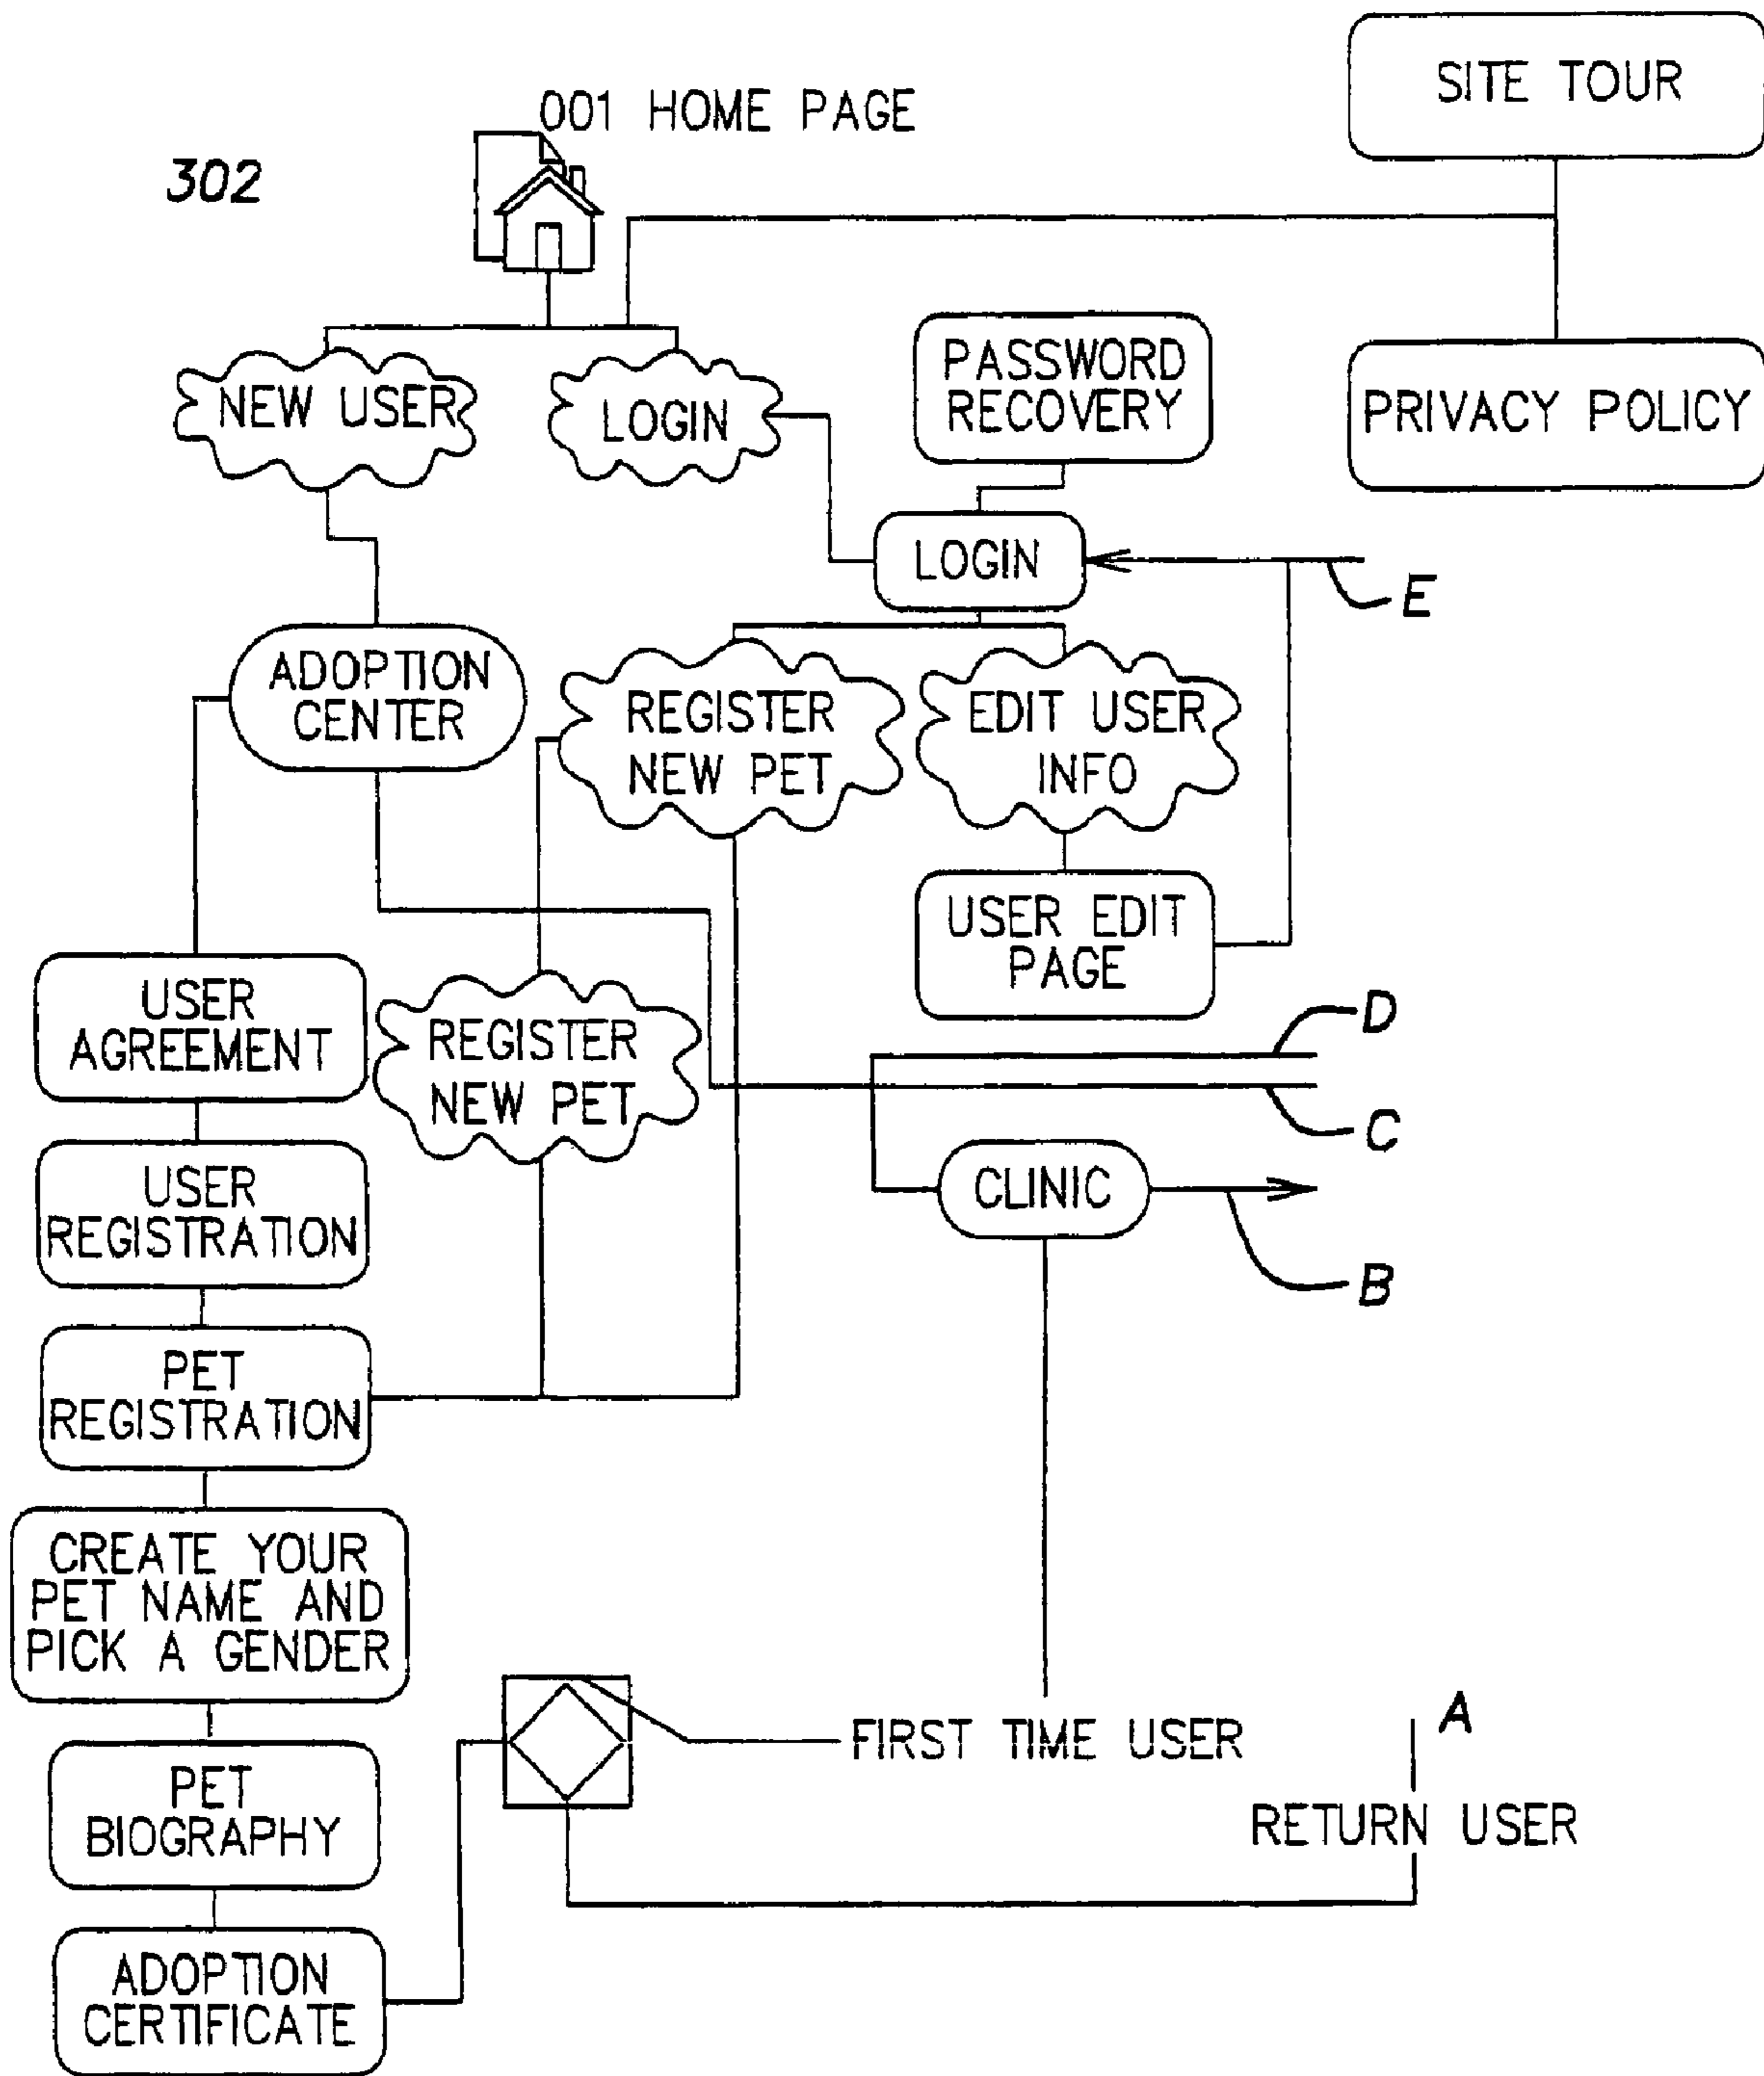 SITE TOUR
001 HOME PAGE
302
PASSWORD
RECOVERY
NEW USER
LOGIN
PRIVACY POLICY
LOGIN
E
ADOPTION
CENTER
REGISTER
NEW PET
EDIT USER
INFO
USER EDIT
PAGE
USER
AGREEMENT
REGISTER
NEW PET
D
C
USER
REGISTRATION
CLINIC
B
PET
REGISTRATION
CREATE YOUR
PET NAME AND
PICK A GENDER
A
FIRST TIME USER
PET
BIOGRAPHY
RETURN USER
ADOPTION
CERTIFICATE